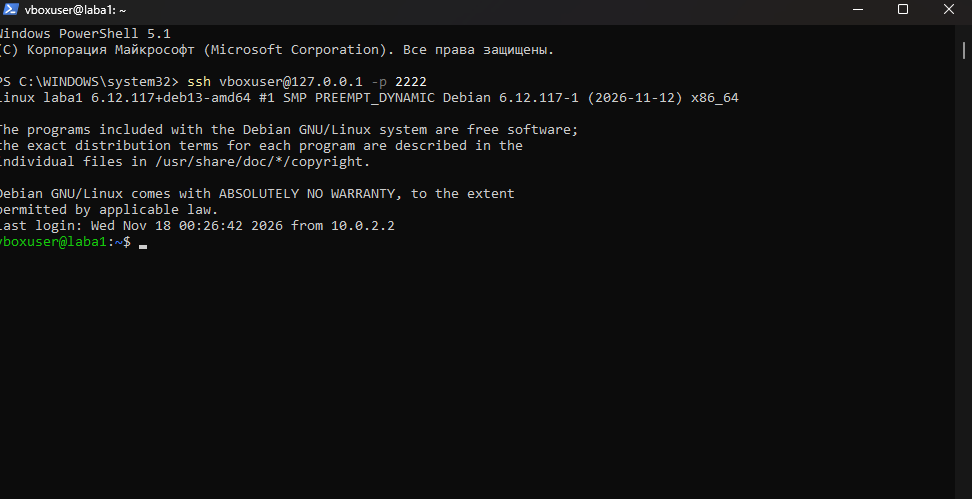 vboxuser@laba1: ~
Windows PowerShell 5.1
(C) Корпорация Майкрософт (Microsoft Corporation). Все права защищены.
PS C:\WINDOWS\system32> ssh vboxuser@127.0.0.1 -p 2222
Linux laba1 6.12.117+deb13-amd64 #1 SMP PREEMPT_DYNAMIC Debian 6.12.117-1 (2026-11-12) x86_64
The programs included with the Debian GNU/Linux system are free software;
the exact distribution terms for each program are described in the
individual files in /usr/share/doc/*/copyright.
Debian GNU/Linux comes with ABSOLUTELY NO WARRANTY, to the extent
permitted by applicable law.
Last login: Wed Nov 18 00:26:42 2026 from 10.0.2.2
vboxuser@laba1:~$